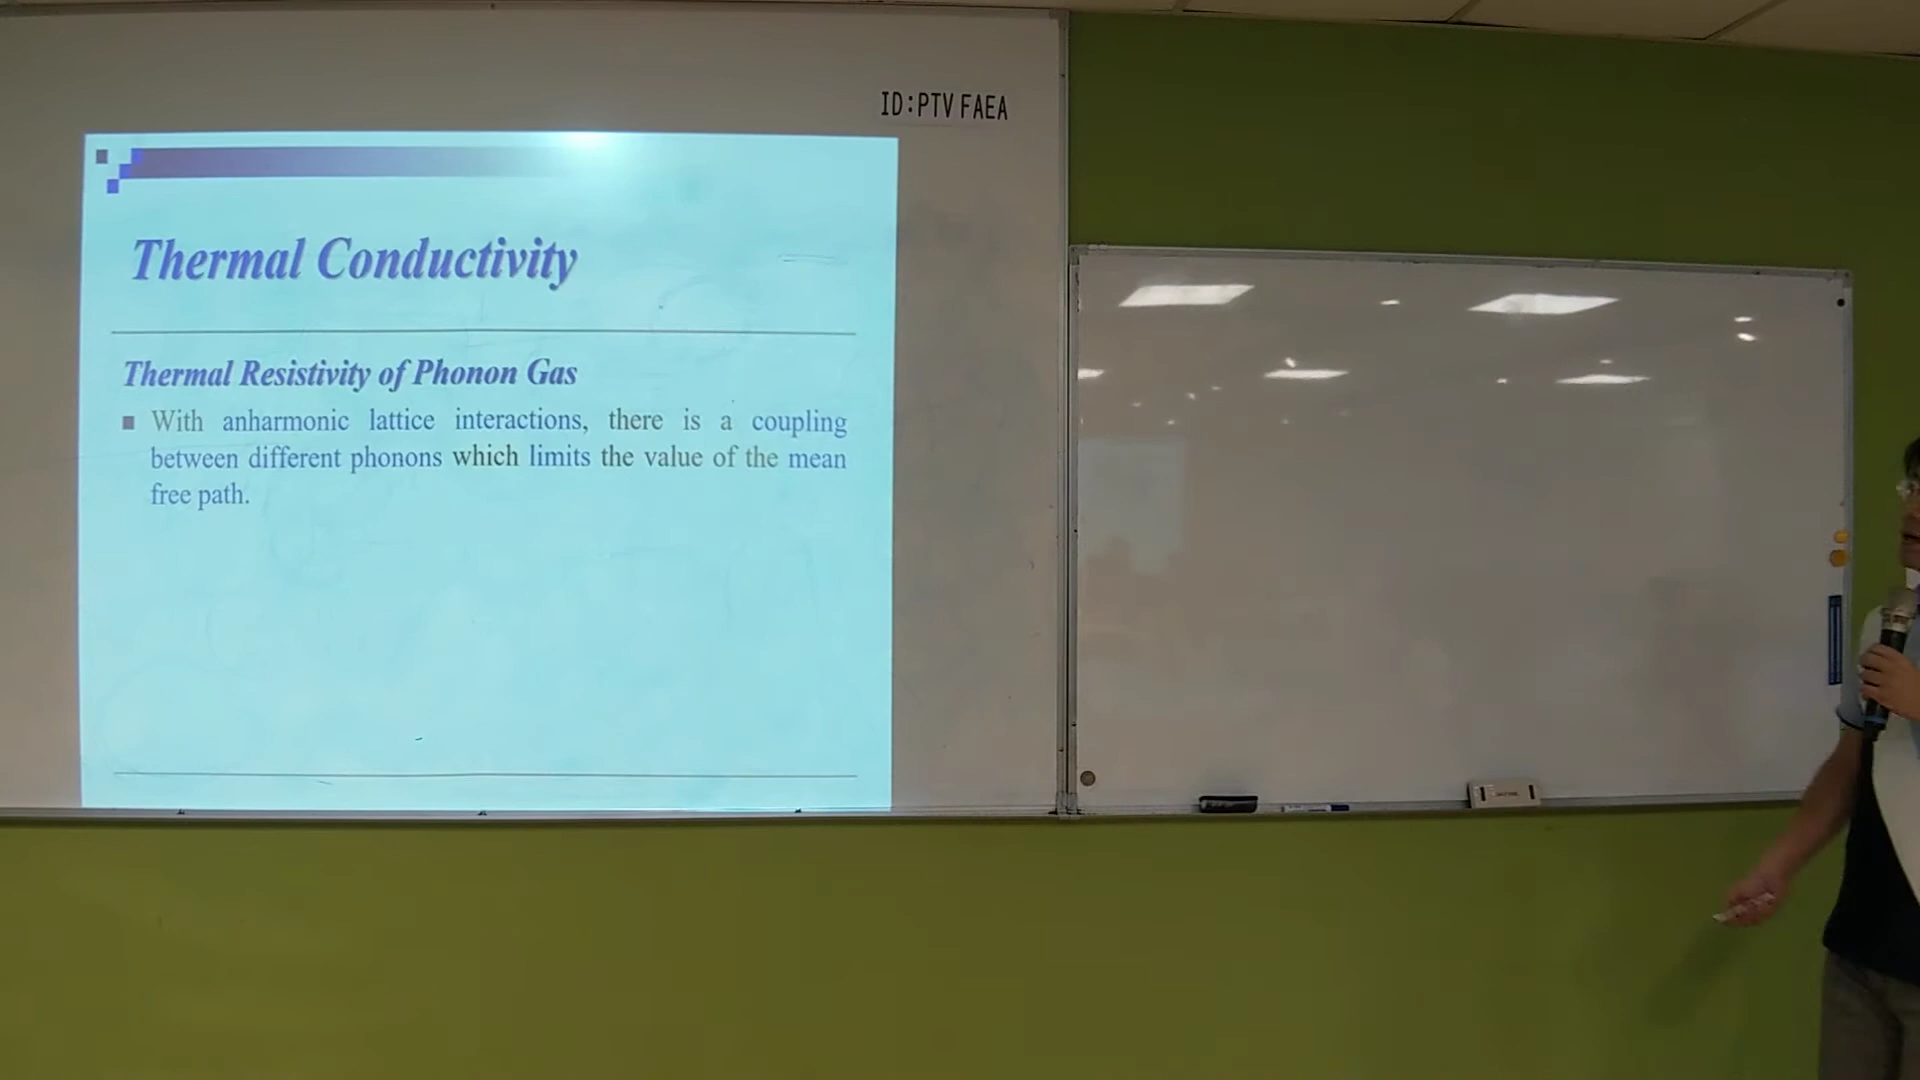 ID:PTV FAEA
Thermal Conductivity
Thermal Resistivity of Phonon Gas
With anharmonic lattice interactions, there is a coupling
between different phonons which limits the value of the mean
free path.